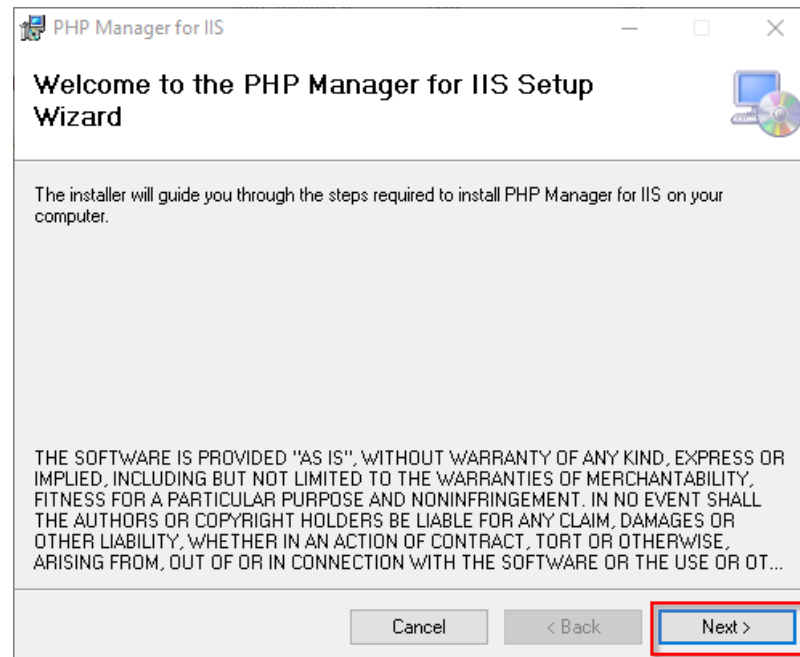 PHP Manager for IIS
Welcome to the PHP Manager for IIS Setup
Wizard
The installer will guide you through the steps required to install PHP Manager for IIS on your
computer.
THE SOFTWARE IS PROVIDED "AS IS", WITHOUT WARRANTY OF ANY KIND, EXPRESS OR
IMPLIED, INCLUDING BUT NOT LIMITED TO THE WARRANTIES OF MERCHANTABILITY,
FITNESS FOR A PARTICULAR PURPOSE AND NONINFRINGEMENT. IN NO EVENT SHALL
THE AUTHORS OR COPYRIGHT HOLDERS BE LIABLE FOR ANY CLAIM, DAMAGES OR
OTHER LIABILITY, WHETHER IN AN ACTION OF CONTRACT, TORT OR OTHERWISE,
ARISING FROM, OUT OF OR IN CONNECTION WITH THE SOFTWARE OR THE USE OR OT...
Cancel < Back Next >